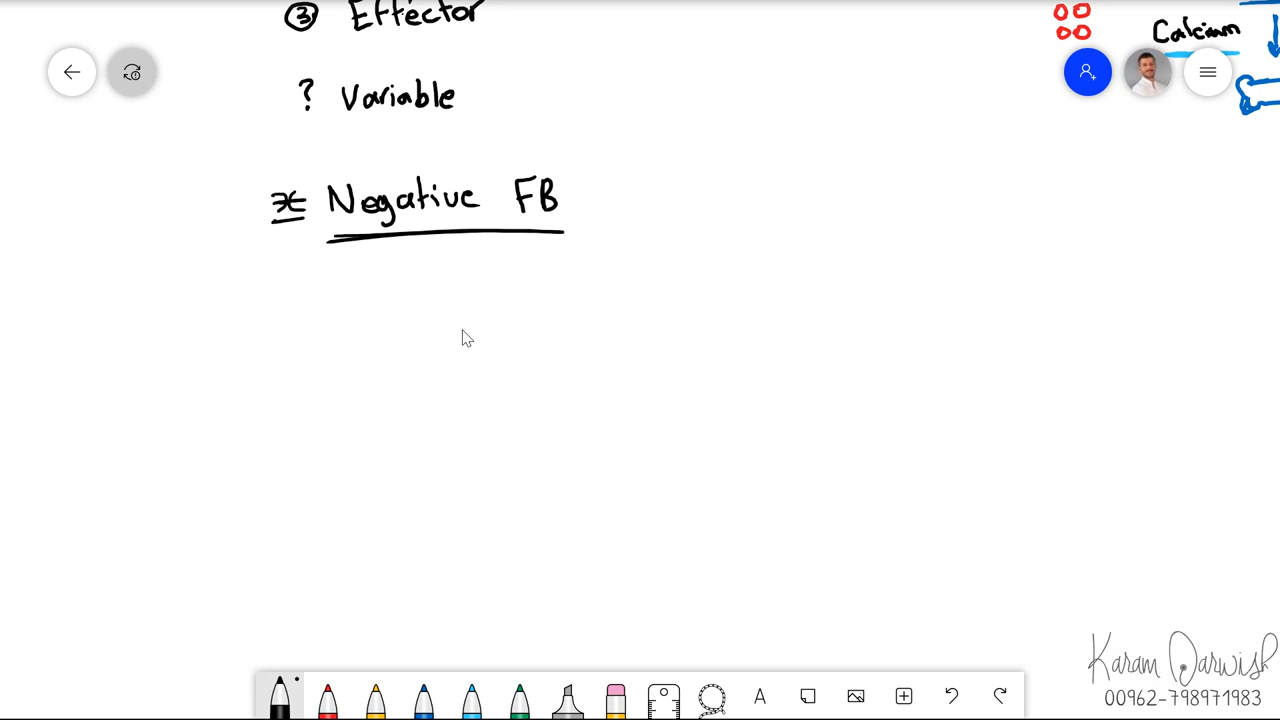 ③ Effector
Calcium
? Variable
Negative FB
A
Karam Darwish
00962-798971983